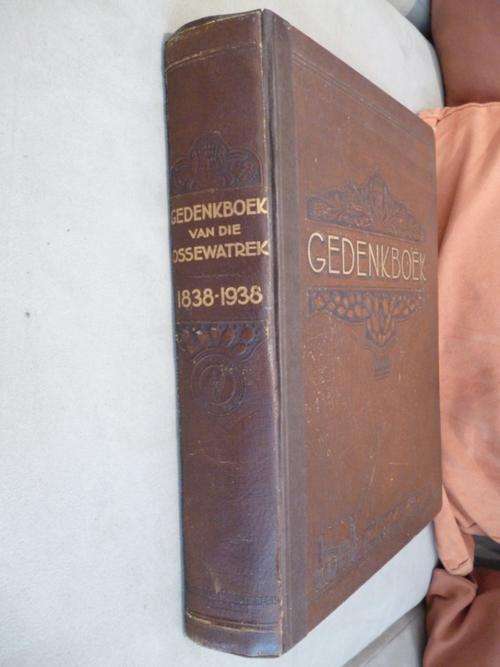 GEDENKBOEK
VAN DIE
OSSEWATREK
1838-1938
GEDENKBOEK